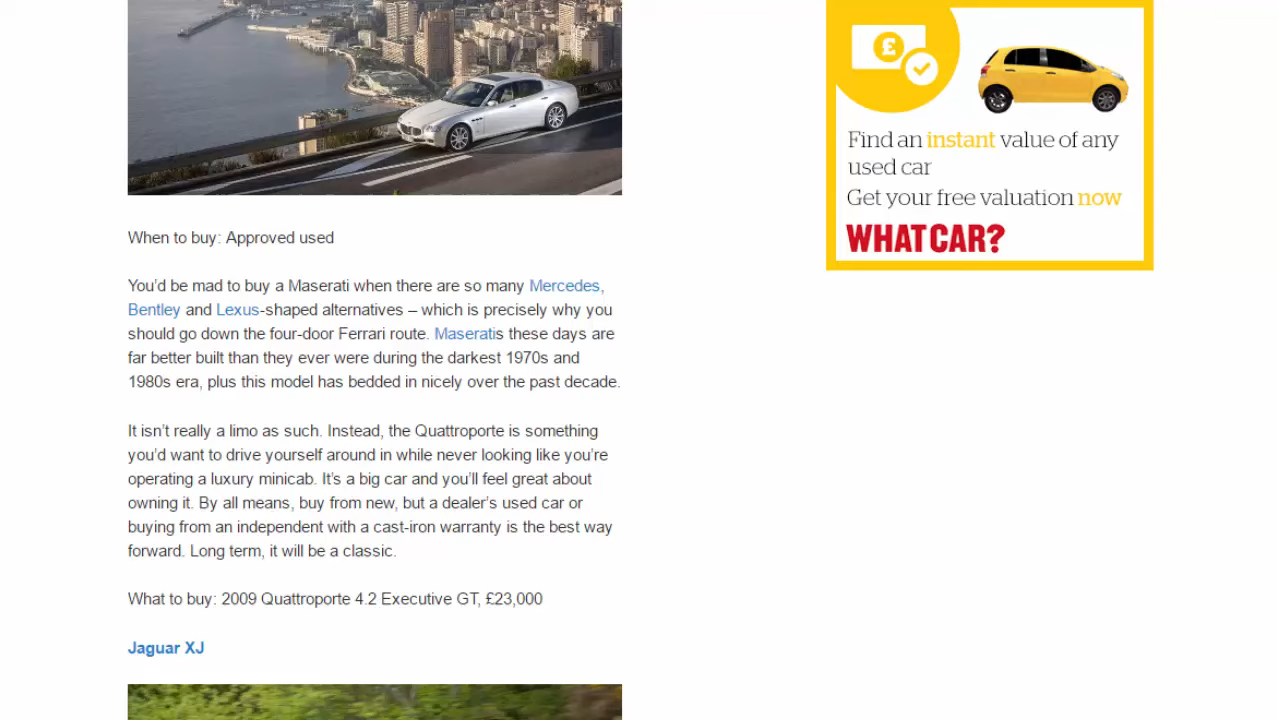 When to buy: Approved used
You’d be mad to buy a Maserati when there are so many Mercedes,
Bentley and Lexus-shaped alternatives – which is precisely why you
should go down the four-door Ferrari route. Maseratis these days are
far better built than they ever were during the darkest 1970s and
1980s era, plus this model has bedded in nicely over the past decade.
It isn’t really a limo as such. Instead, the Quattroporte is something
you’d want to drive yourself around in while never looking like you’re
operating a luxury minicab. It’s a big car and you’ll feel great about
owning it. By all means, buy from new, but a dealer’s used car or
buying from an independent with a cast-iron warranty is the best way
forward. Long term, it will be a classic.
What to buy: 2009 Quattroporte 4.2 Executive GT, £23,000
Jaguar XJ
£
Find an instant value of any
used car
Get your free valuation now
WHAT CAR?